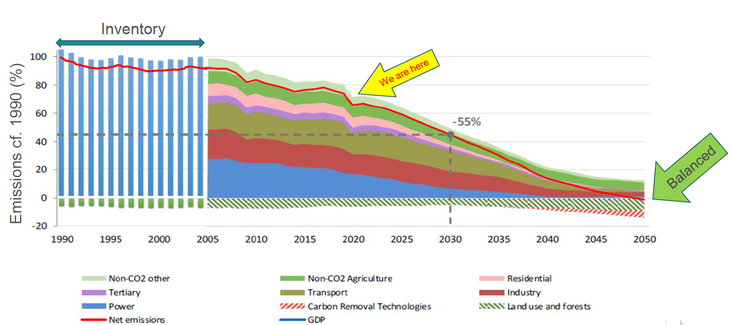 Inventory
Emissions cf. 1990 (%)
100
80
60
40
20
0
-20
We are here
-55%
Balanced
1990 1995 2000 2005 2010 2015 2020 2025 2030 2035 2040 2045 2050
Non-CO2 other Non-CO2 Agriculture Residential
Tertiary Transport Industry
Power Carbon Removal Technologies Land use and forests
Net emissions GDP